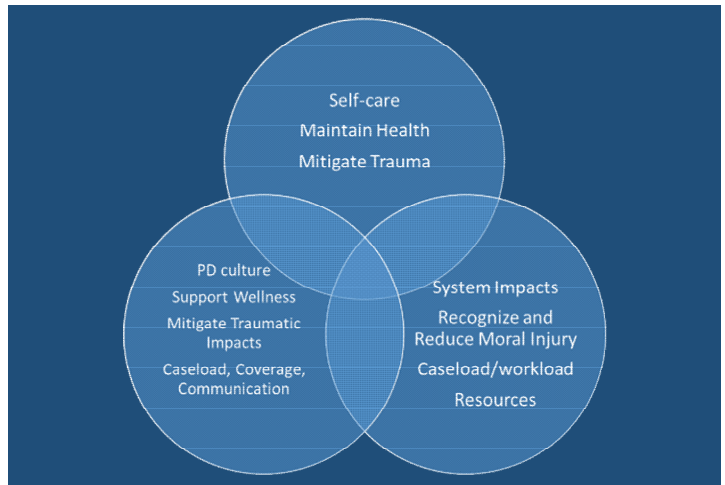 Self-care
Maintain Health
Mitigate Trauma
PD culture
Support Wellness
Mitigate Traumatic
Impacts
Caseload, Coverage,
Communication
System Impacts
Recognize and
Reduce Moral Injury
Caseload/workload
Resources